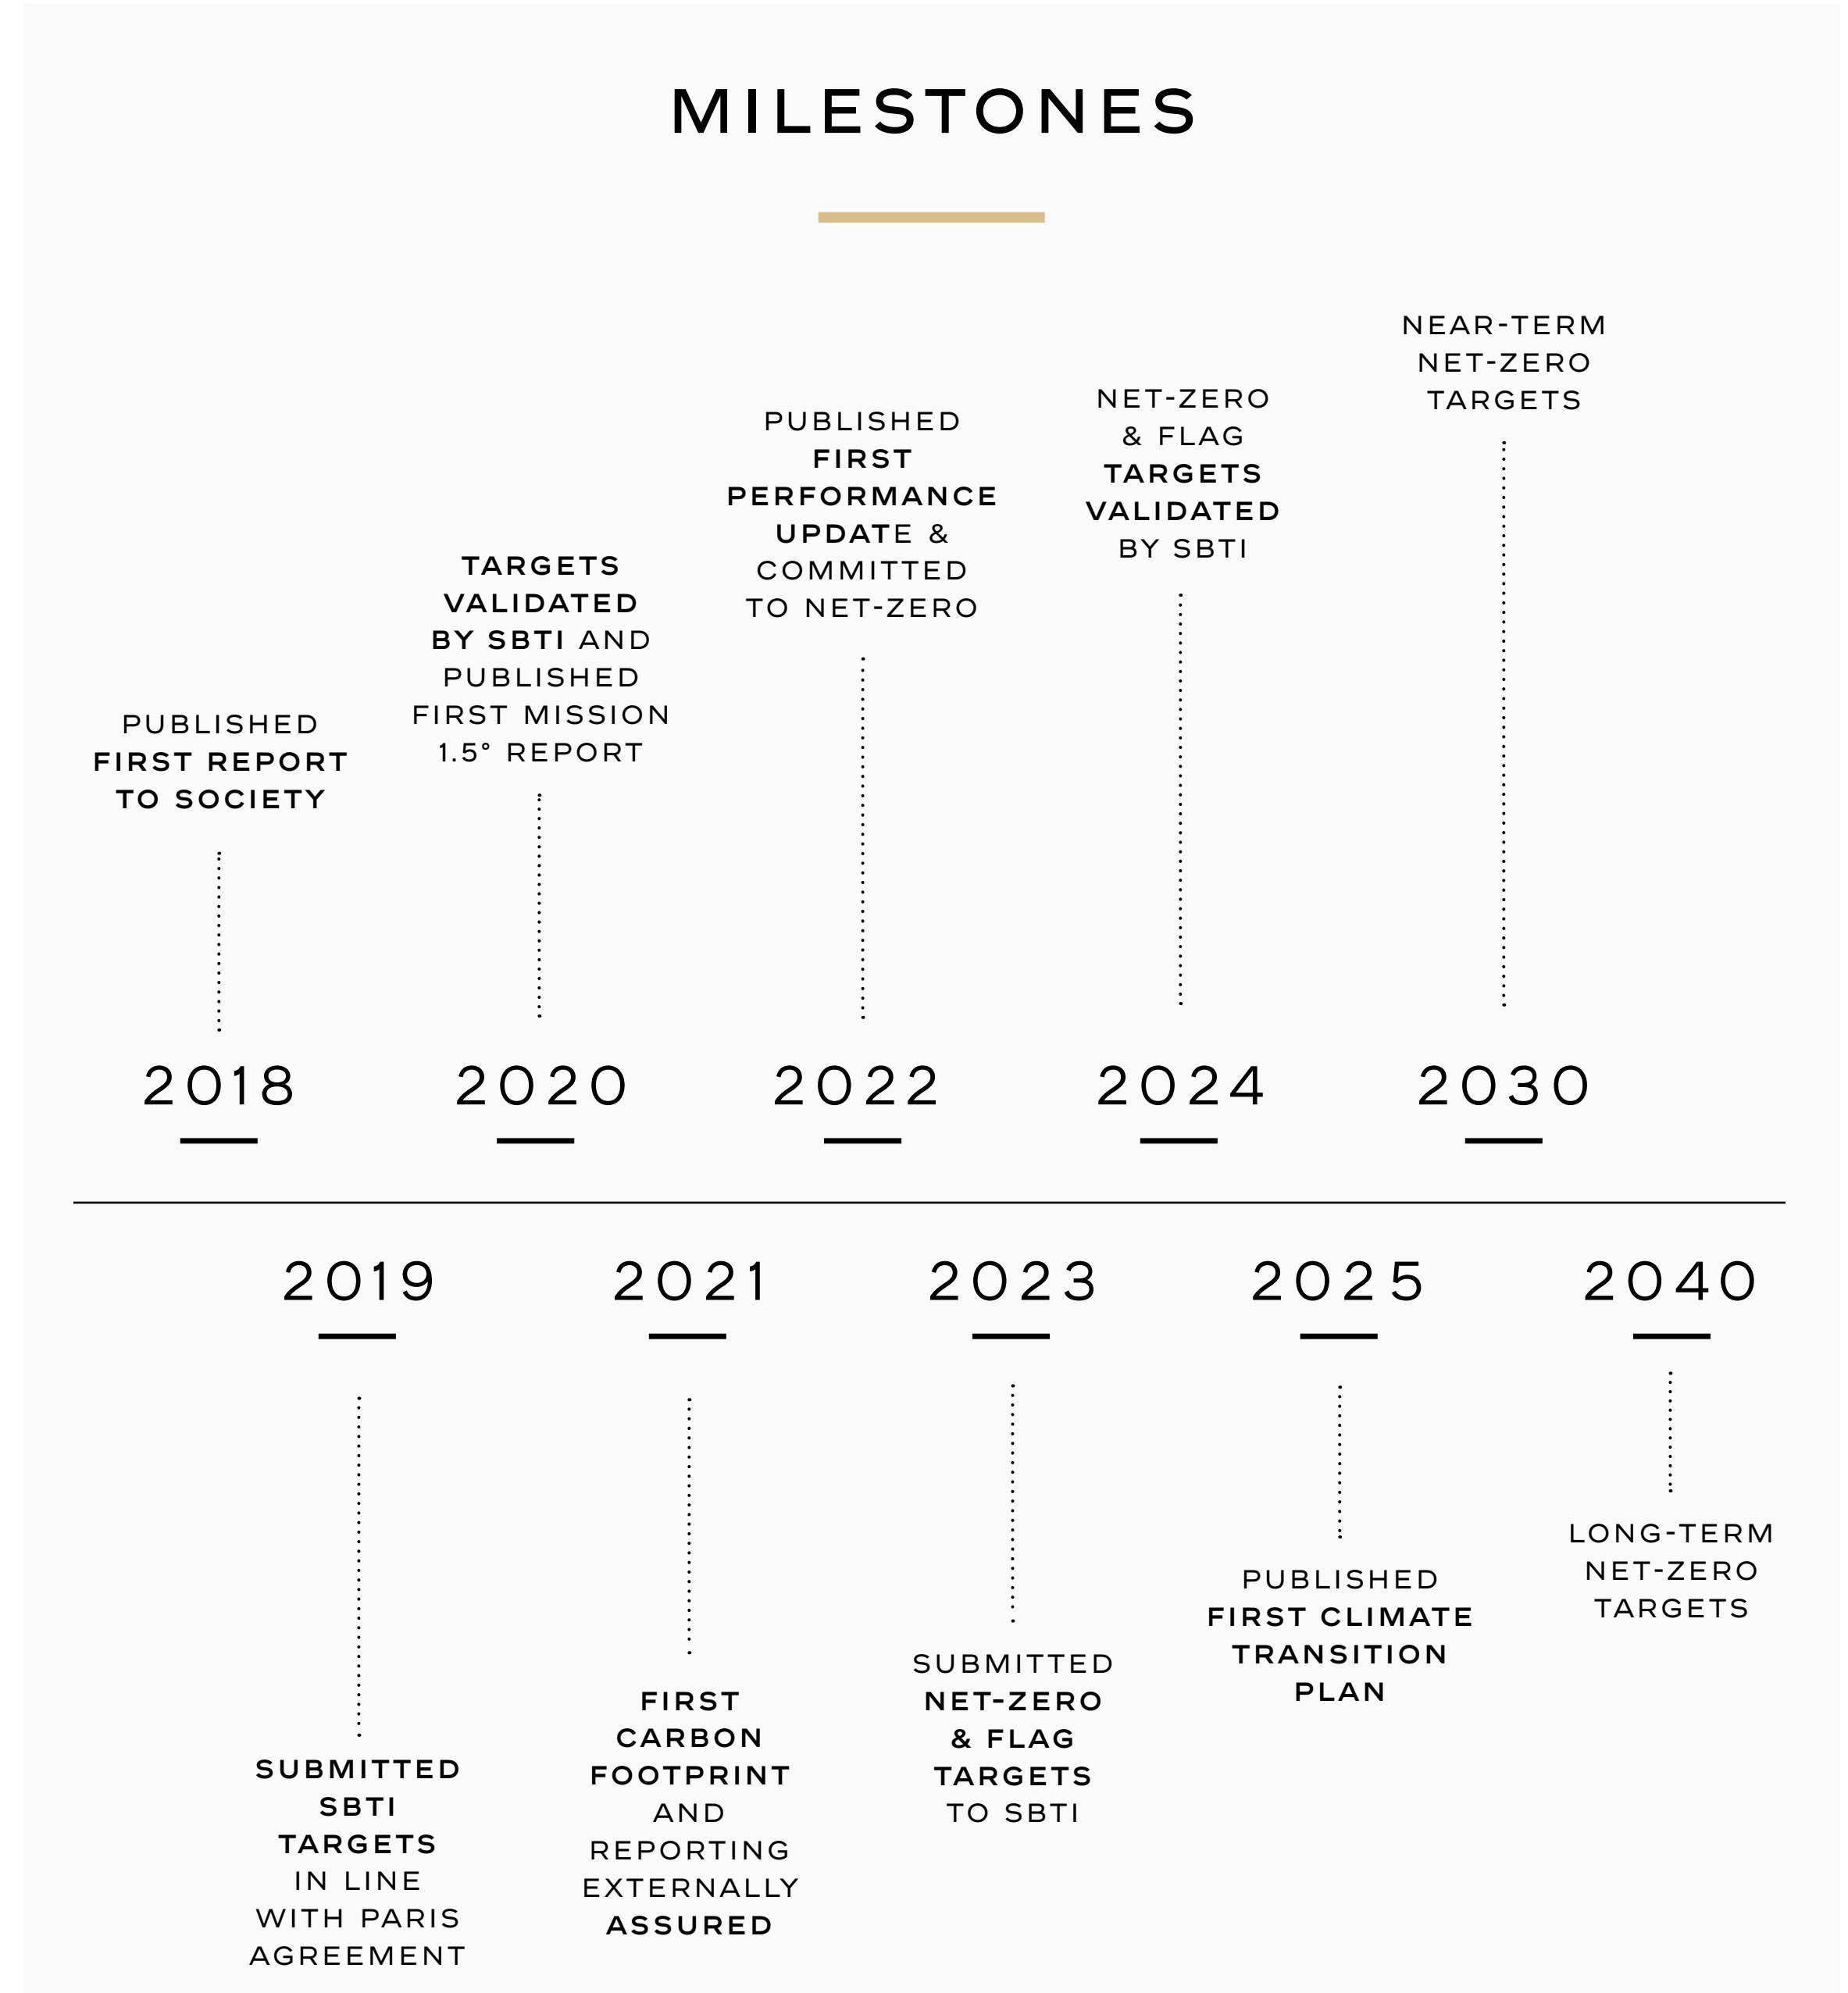 MILESTONES
PUBLISHED
FIRST REPORT
TO SOCIETY
2018
TARGETS
VALIDATED
BY SBTI AND
PUBLISHED
FIRST MISSION
1.5° REPORT
2020
PUBLISHED
FIRST
PERFORMANCE
UPDATE &
COMMITTED
TO NET-ZERO
2022
NET-ZERO
& FLAG
TARGETS
VALIDATED
BY SBTI
2024
NEAR-TERM
NET-ZERO
TARGETS
2030
2019
SUBMITTED
SBTI
TARGETS
IN LINE
WITH PARIS
AGREEMENT
2021
FIRST
CARBON
FOOTPRINT
AND
REPORTING
EXTERNALLY
ASSURED
2023
SUBMITTED
NET-ZERO
& FLAG
TARGETS
TO SBTI
2025
PUBLISHED
FIRST CLIMATE
TRANSITION
PLAN
2040
LONG-TERM
NET-ZERO
TARGETS